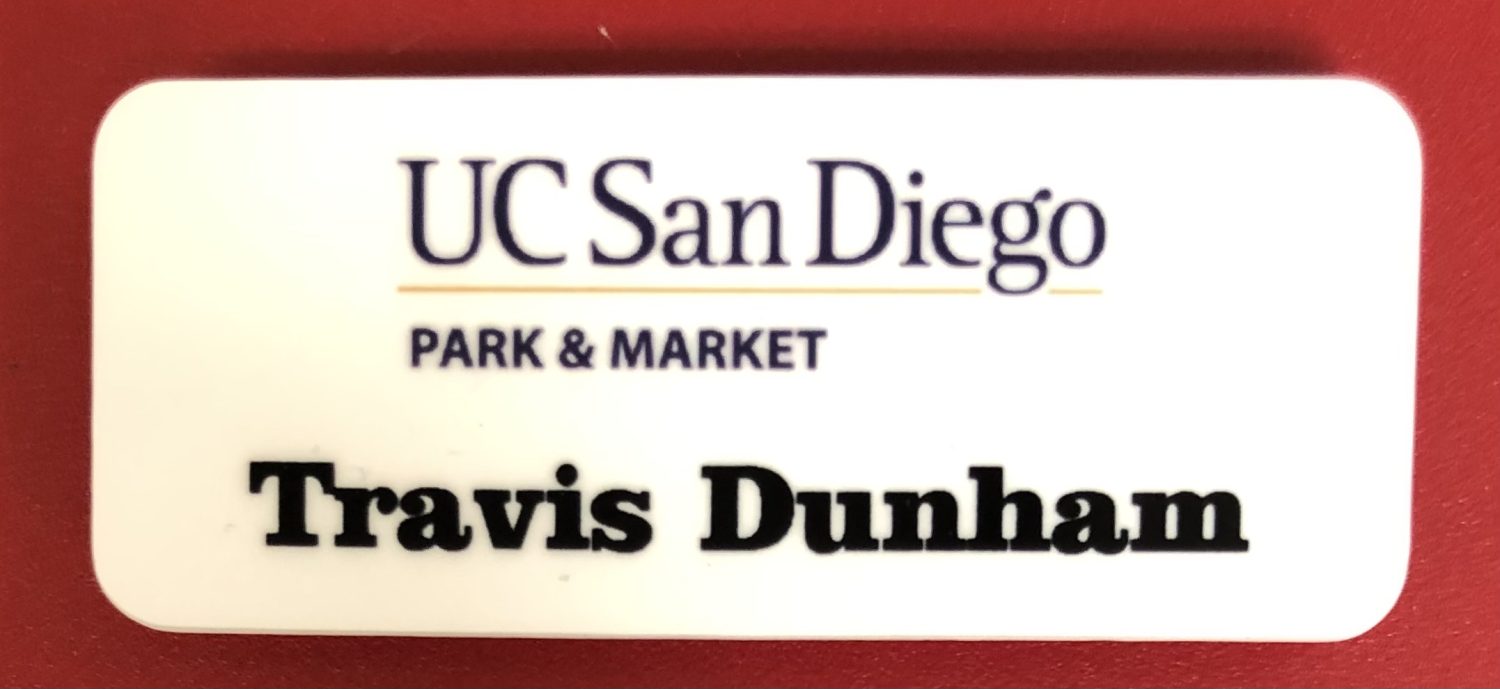 UC San Diego
PARK & MARKET
Travis Dunham